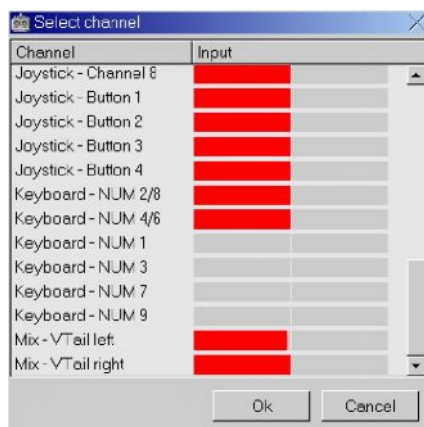 Select channel
Channel Input
Joystick - Channel 8
Joystick - Button 1
Joystick - Button 2
Joystick - Button 3
Joystick - Button 4
Keyboard - NUM 2/8
Keyboard - NUM 4/6
Keyboard - NUM 1
Keyboard - NUM 3
Keyboard - NUM 7
Keyboard - NUM 9
Mix - VTail left
Mix - VTail right
Ok Cancel